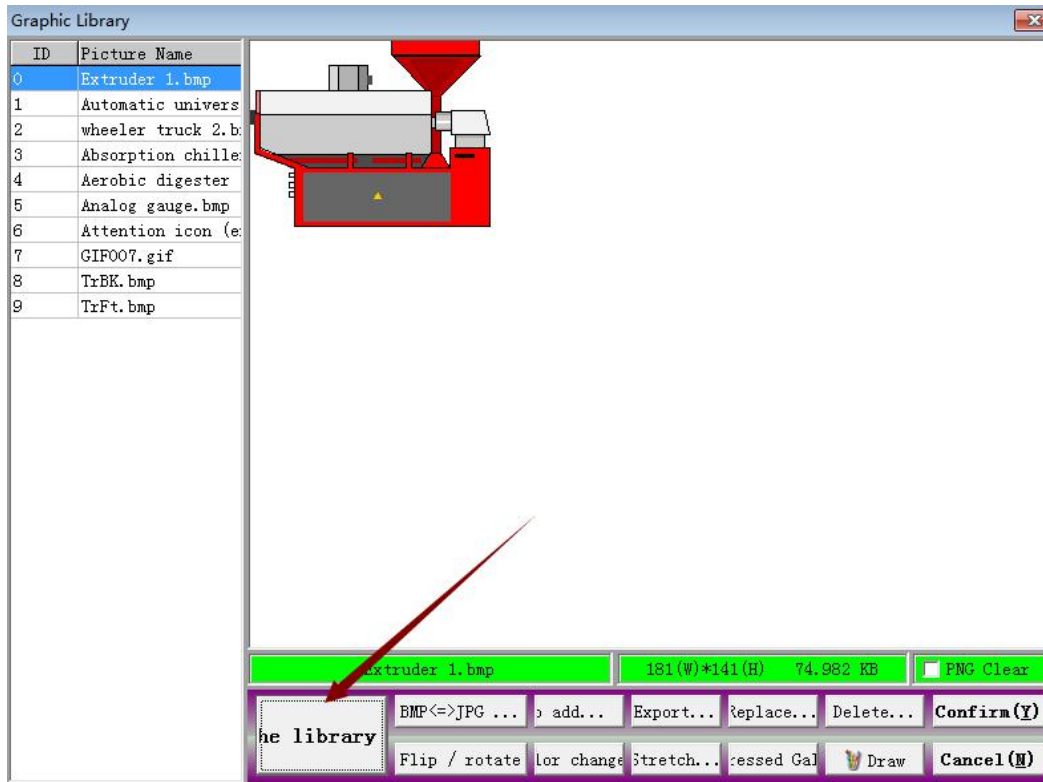 Graphic Library
ID Picture Name
0 Extruder 1.bmp
1 Automatic univers
2 wheeler truck 2.b
3 Absorption chille
4 Aerobic digester
5 Analog gauge.bmp
6 Attention icon (e
7 GIF007.gif
8 TrBK.bmp
9 TrFt.bmp
Extruder 1.bmp 181(W)*141(H) 74.982 KB PNG Clear
he library
BMP<=>JPG ... add... Export... Replace... Delete... Confirm(Y)
Flip / rotate lor change Stretch... ressed Gal Draw Cancel(N)